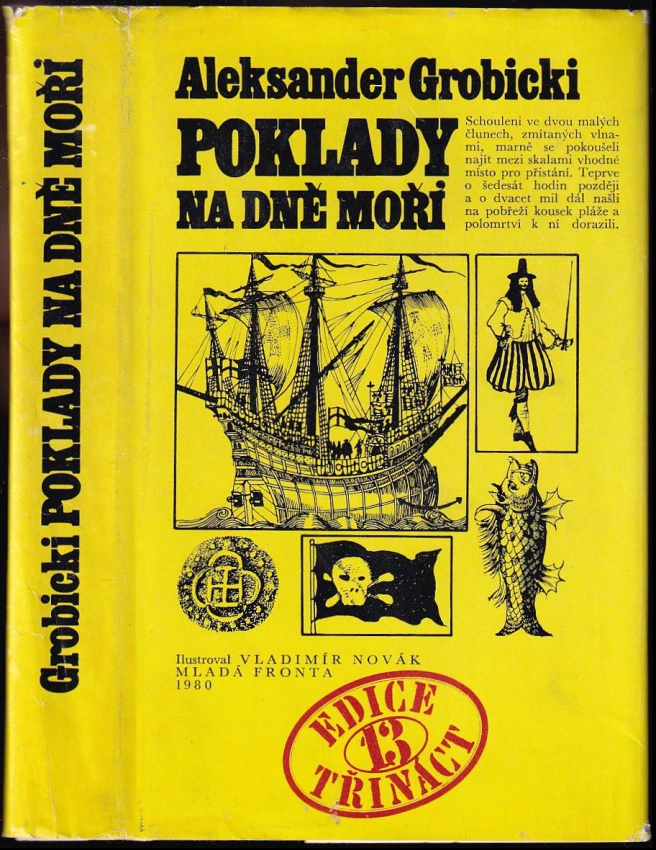 Grobicki POKLADY NA DNĚ MOŘÍ
Aleksander Grobicki
POKLADY
NA DNĚ MOŘÍ
Schouleni ve dvou malých
člunech, zmítaných vlna-
mi, marně se pokoušeli
najít mezi skalami vhodné
místo pro přistání. Teprve
o šedesát hodin později
a o dvacet mil dál našli
na pobřeží kousek pláže a
polomrtví k ní dorazili.
Ilustroval VLADIMÍR NOVÁK
MLADÁ FRONTA
1980
EDICE
13
TŘINÁCT